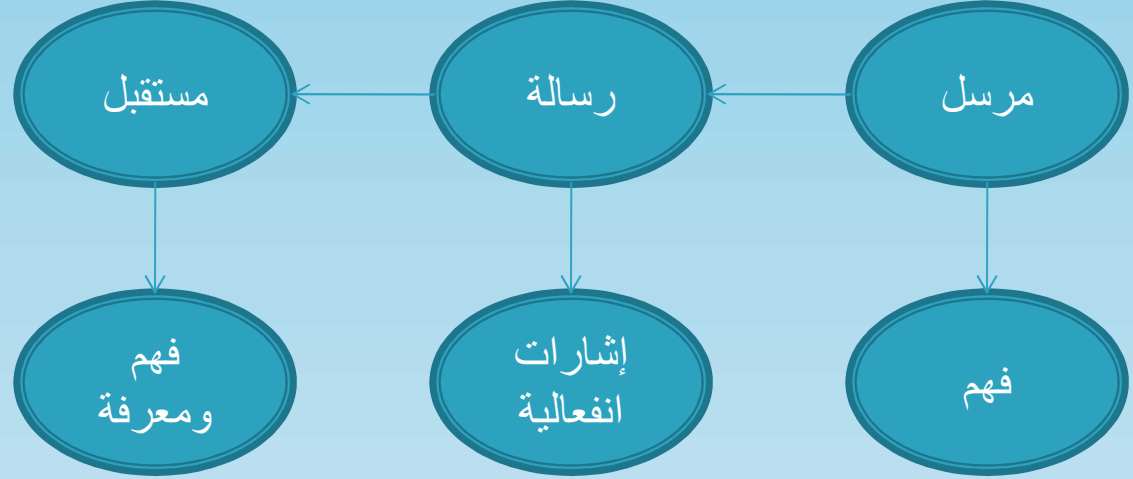 مرسل
رسالة
مستقبل
فهم
إشارات
انفعالية
فهم
ومعرفة